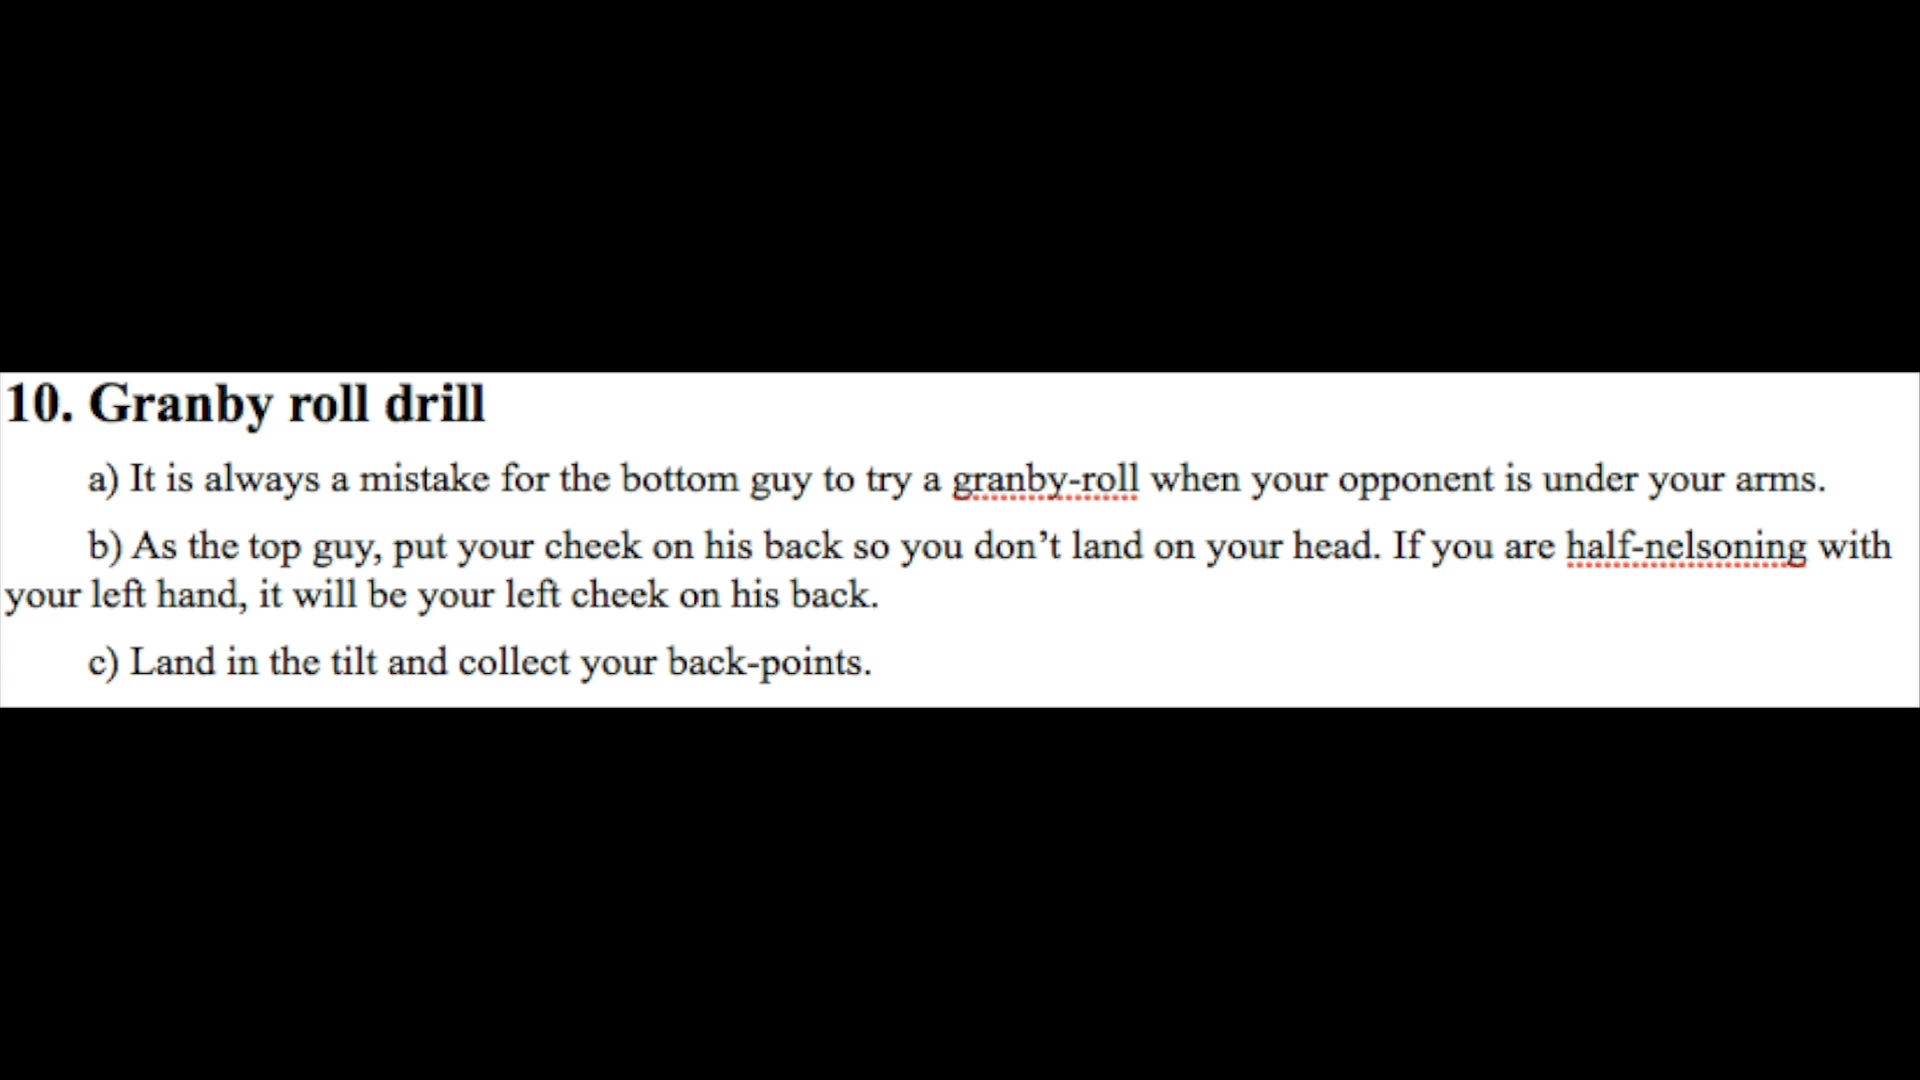 10. Granby roll drill
a) It is always a mistake for the bottom guy to try a granby-roll when your opponent is under your arms.
b) As the top guy, put your cheek on his back so you don’t land on your head. If you are half-nelsoning with
your left hand, it will be your left cheek on his back.
c) Land in the tilt and collect your back-points.